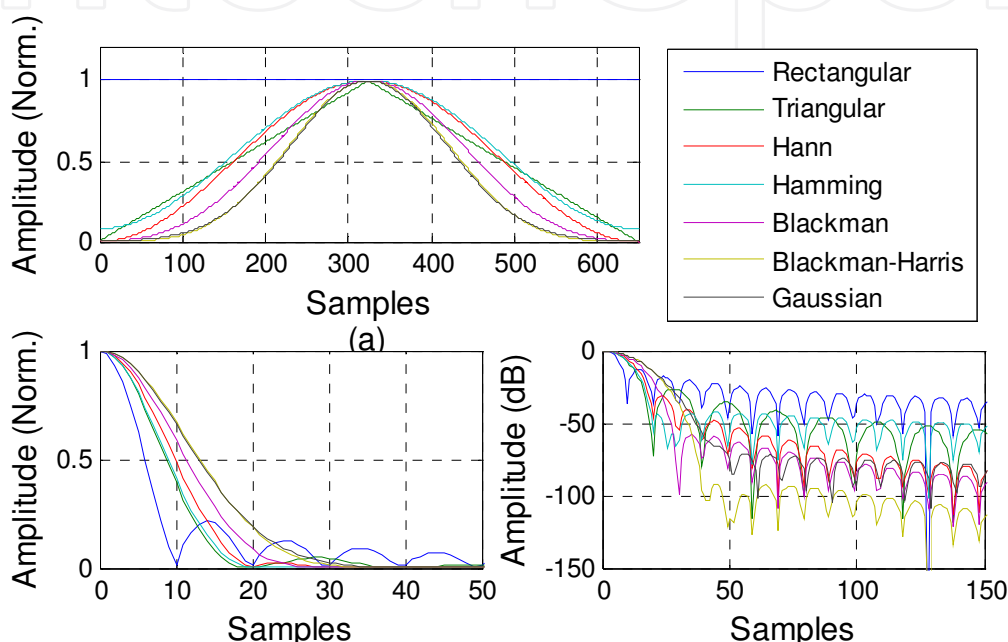 Amplitude (Norm.)
1
0.5
0
0 100 200 300 400 500 600
Samples
(a)
Rectangular
Triangular
Hann
Hamming
Blackman
Blackman-Harris
Gaussian
Amplitude (Norm.)
1
0.5
0
0 10 20 30 40 50
Samples
Amplitude (dB)
0
-50
-100
-150
0 50 100 150
Samples